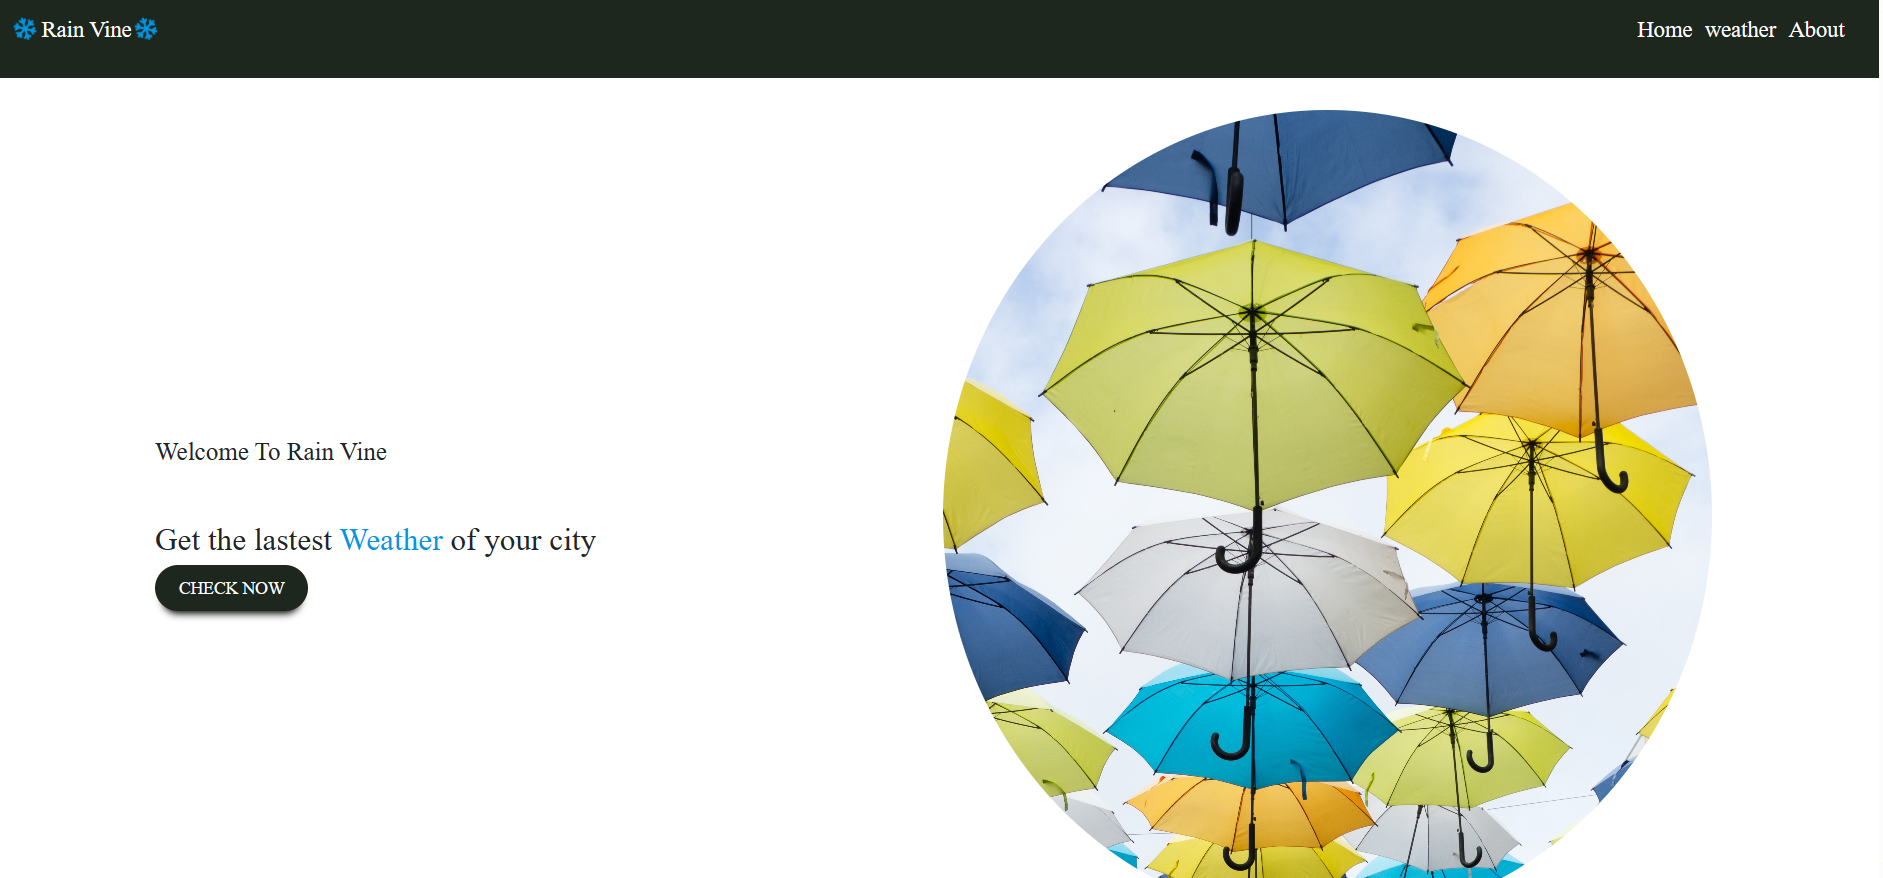 Rain Vine
Home weather About
Welcome To Rain Vine
Get the lastest Weather of your city
CHECK NOW